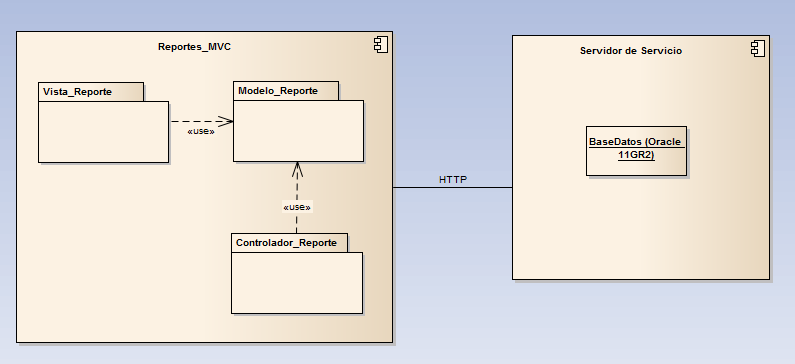 Reportes_MVC
Vista_Reporte
Modelo_Reporte
«use»
«use»
Controlador_Reporte
HTTP
Servidor de Servicio
BaseDatos (Oracle
11GR2)